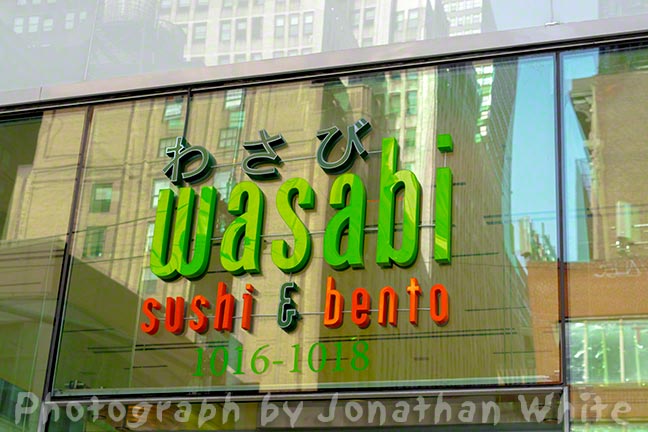 わさび
wasabi
sushi & bento
1016-1018
Photograph by Jonathan White